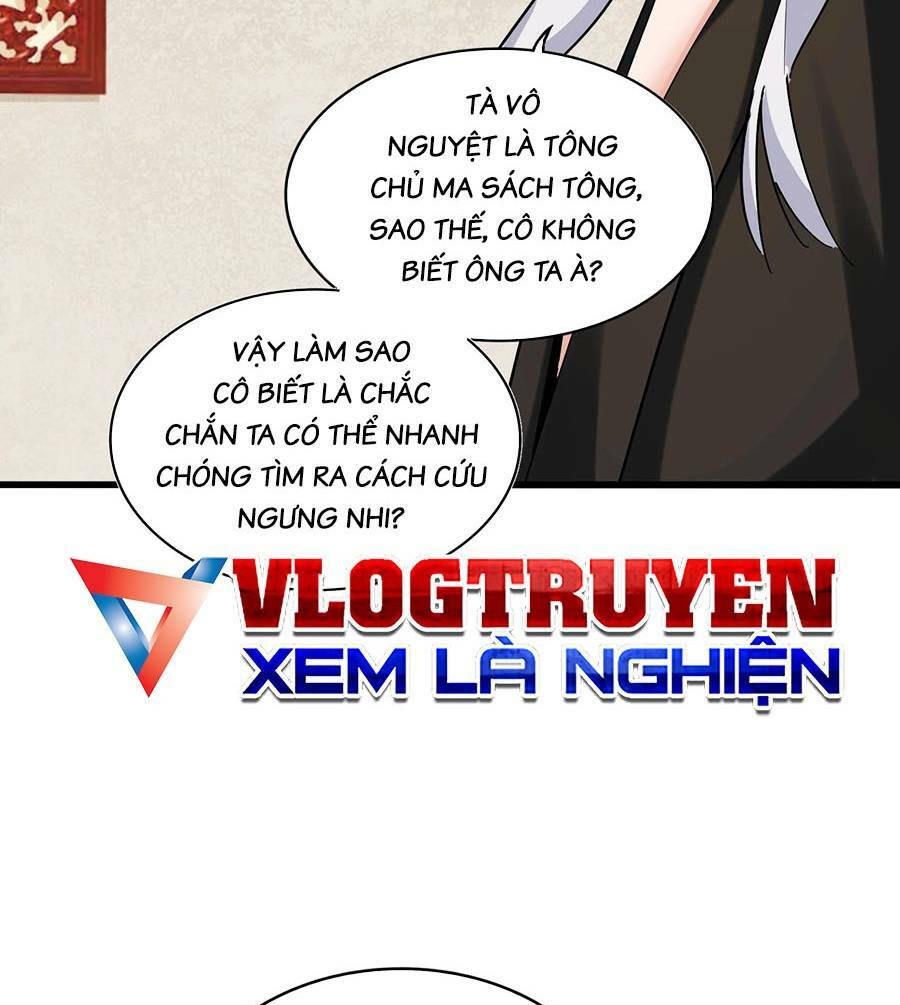 TÀ VÔ
NGUYỆT LÀ TÔNG
CHỦ MA SÁCH TÔNG,
SAO THẾ, CÔ KHÔNG
BIẾT ÔNG TA À?
VẬY LÀM SAO
CÔ BIẾT LÀ CHẮC
CHẮN TA CÓ THỂ NHANH
CHÓNG TÌM RA CÁCH CỨU
NGƯNG NHI?
VLOGTRUYEN
XEM LÀ NGHIỆN